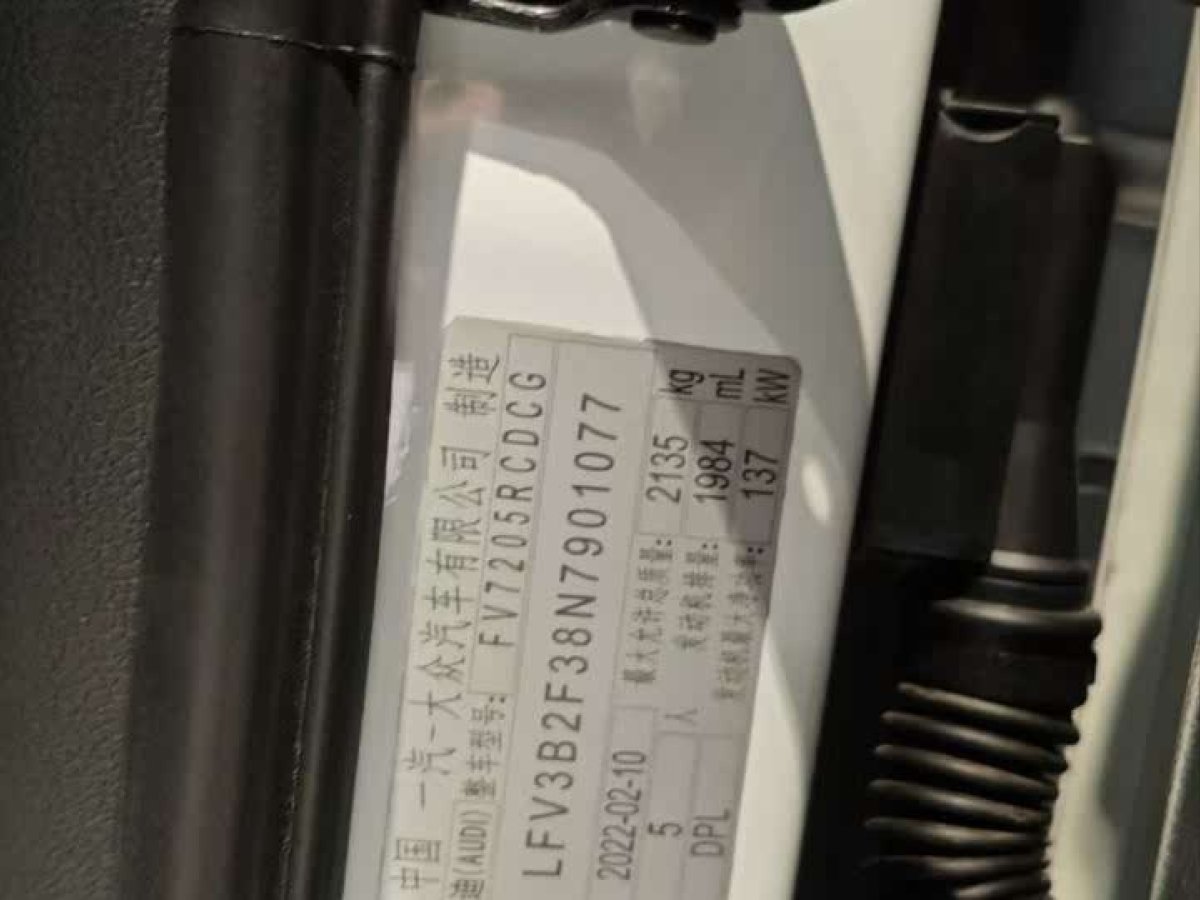 中国 一汽-大众汽车有限公司 制造
迪(AUDI) 整车型号: FV7205RCDCG
LFV3B2F38N7901077
2022-02-10 最大允许总质量: 2135 kg
5 人 发动机排量: 1984 mL
DPL 发动机最大净功率: 137 kW